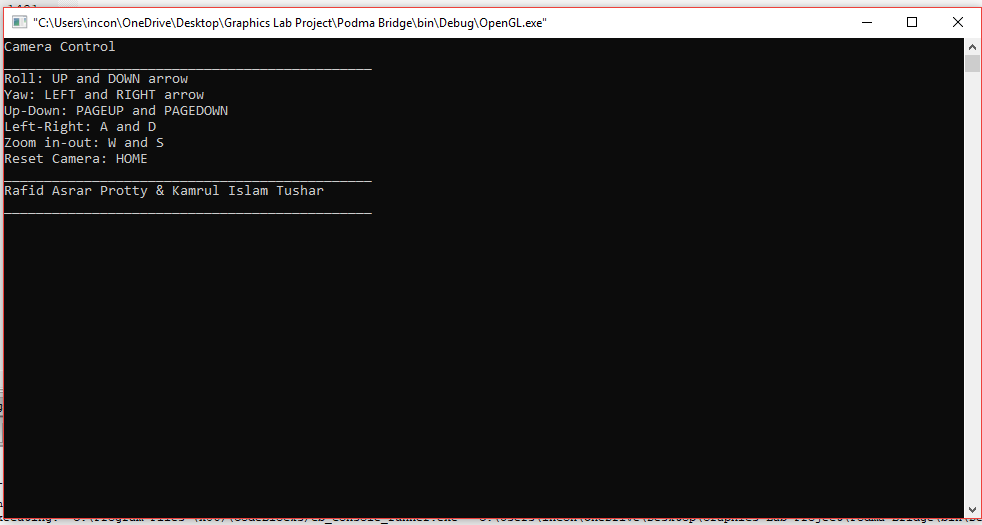 "C:\Users\incon\OneDrive\Desktop\Graphics Lab Project\Podma Bridge\bin\Debug\OpenGL.exe"
Camera Control
______________________________________________
Roll: UP and DOWN arrow
Yaw: LEFT and RIGHT arrow
Up-Down: PAGEUP and PAGEDOWN
Left-Right: A and D
Zoom in-out: W and S
Reset Camera: HOME
______________________________________________
Rafid Asrar Protty & Kamrul Islam Tushar
______________________________________________